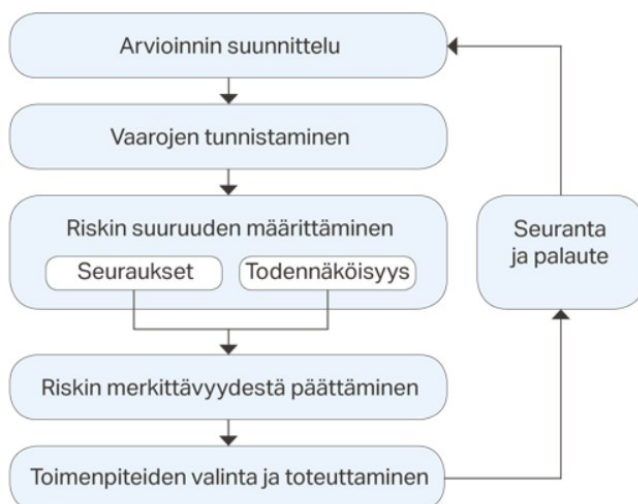 Arvioinnin suunnittelu
Vaarojen tunnistaminen
Riskin suuruuden määrittäminen
Seuraukset
Todennäköisyys
Riskin merkittävyydestä päättäminen
Toimenpiteiden valinta ja toteuttaminen
Seuranta
ja palaute